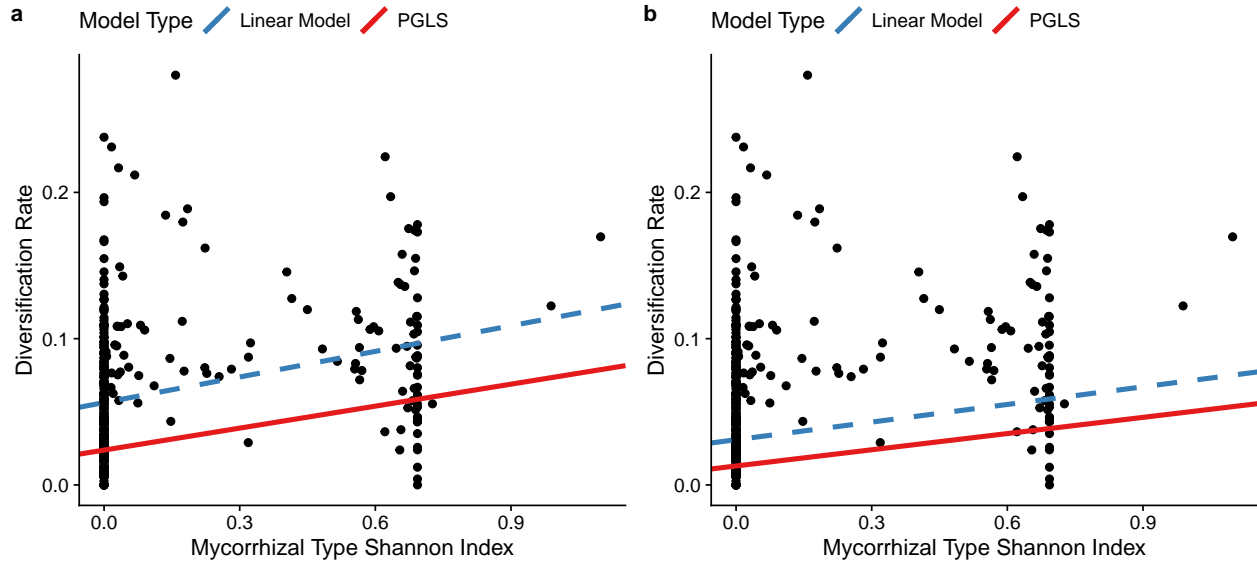 a Model Type Linear Model PGLS
Diversification Rate
0.2
0.1
0.0
0.0 0.3 0.6 0.9
Mycorrhizal Type Shannon Index
b Model Type Linear Model PGLS
Diversification Rate
0.2
0.1
0.0
0.0 0.3 0.6 0.9
Mycorrhizal Type Shannon Index